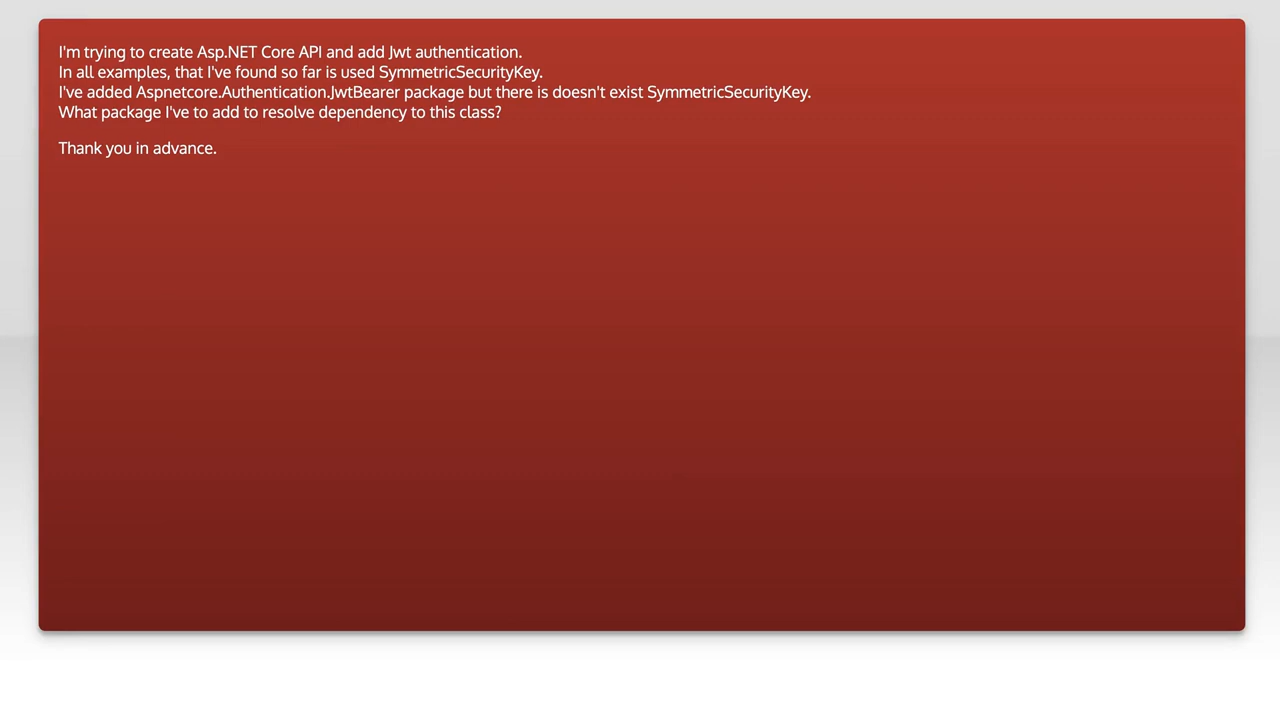 I'm trying to create Asp.NET Core API and add Jwt authentication.
In all examples, that I've found so far is used SymmetricSecurityKey.
I've added Aspnetcore.Authentication.JwtBearer package but there is doesn't exist SymmetricSecurityKey.
What package I've to add to resolve dependency to this class?
Thank you in advance.